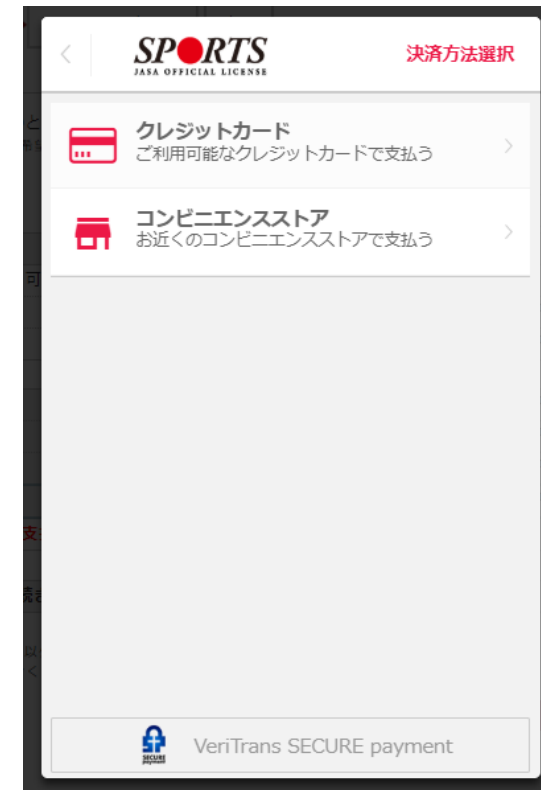 SPORTS
JASA OFFICIAL LICENSE
決済方法選択
クレジットカード
ご利用可能なクレジットカードで支払う
コンビニエンスストア
お近くのコンビニエンスストアで支払う
SECURE
payment
VeriTrans SECURE payment